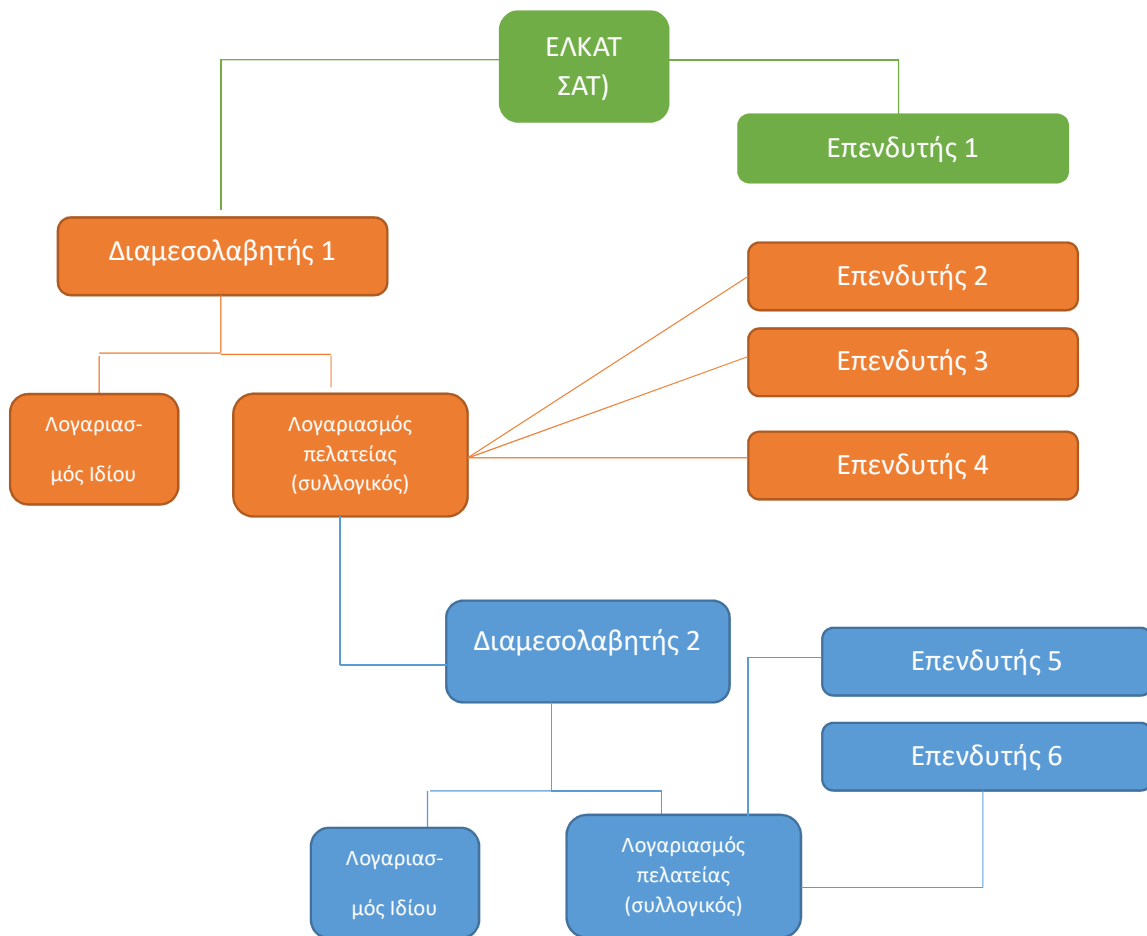 ΕΛΚΑΤ
ΣΑΤ)
Επενδυτής 1
Διαμεσολαβητής 1
Επενδυτής 2
Επενδυτής 3
Λογαριασ-
μός Ιδίου
Λογαριασμός
πελατείας
(συλλογικός)
Επενδυτής 4
Διαμεσολαβητής 2
Επενδυτής 5
Επενδυτής 6
Λογαριασ-
μός Ιδίου
Λογαριασμός
πελατείας
(συλλογικός)